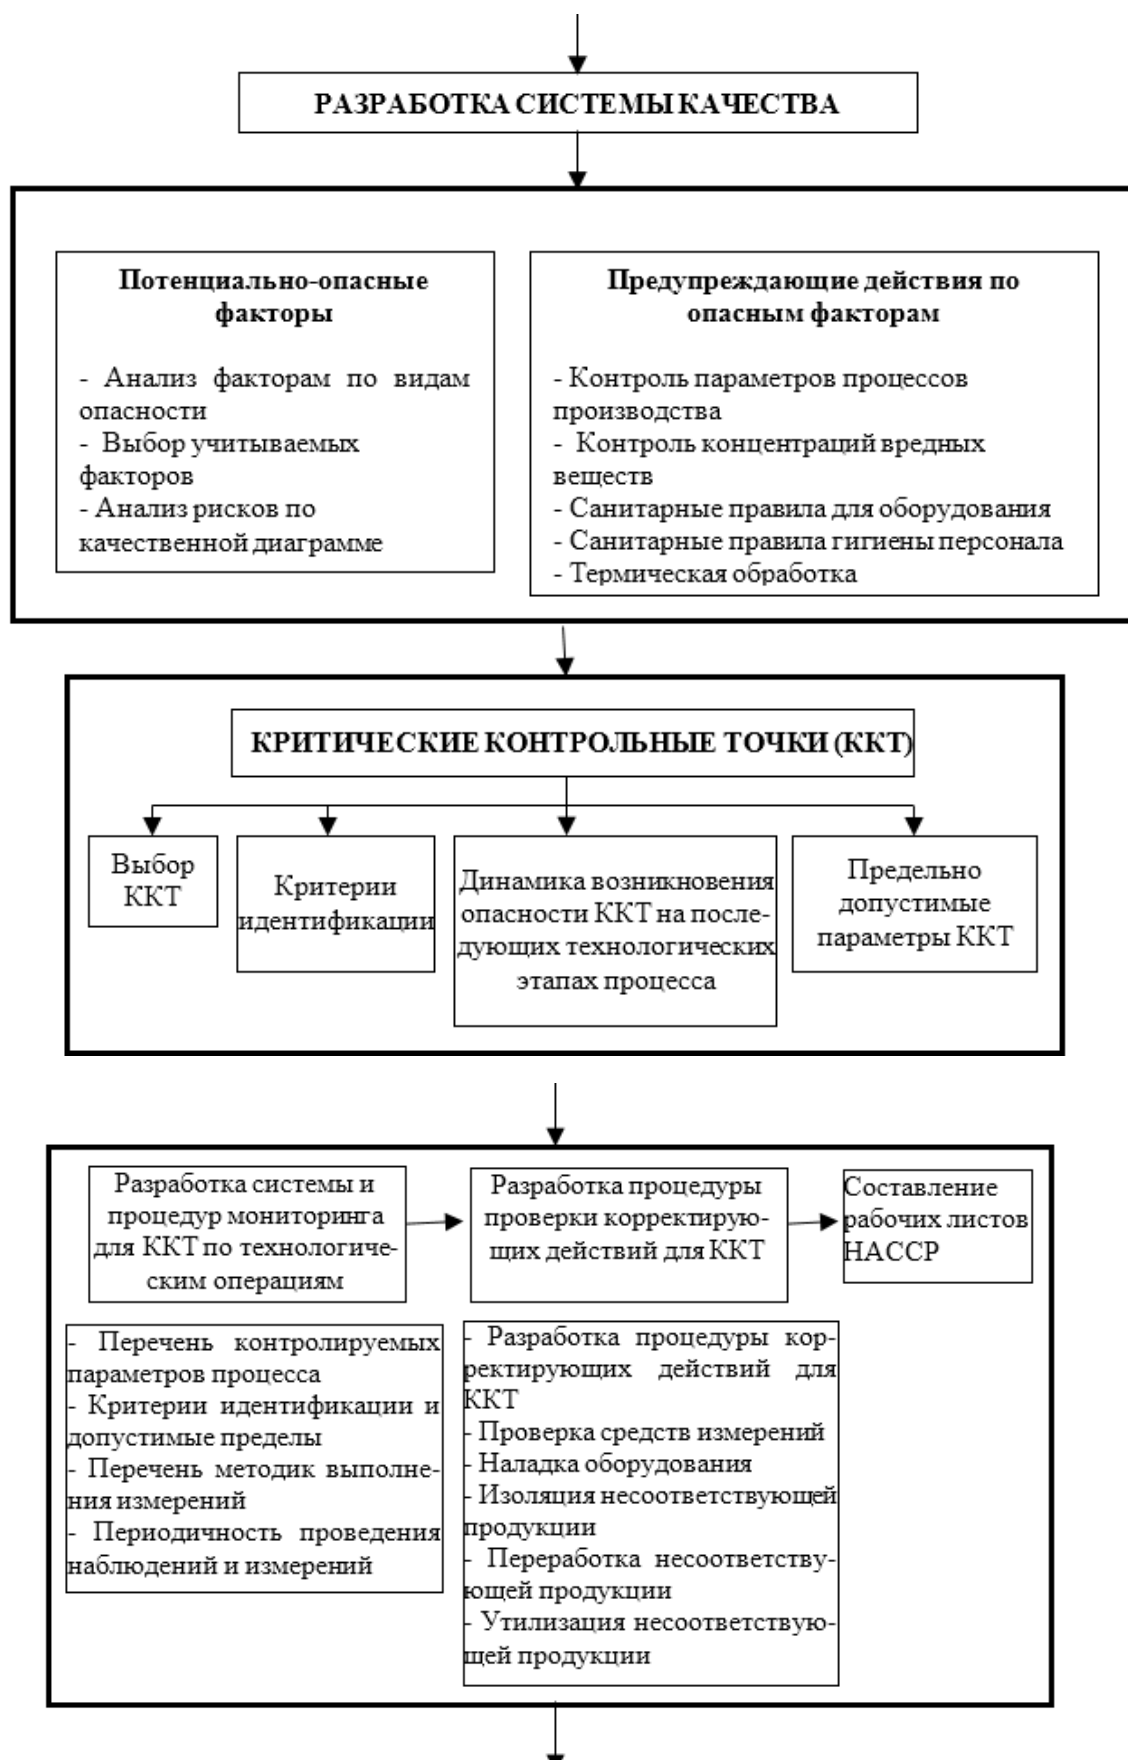 РАЗРАБОТКА СИСТЕМЫ КАЧЕСТВА
Потенциально-опасные
факторы
- Анализ факторам по видам
опасности
- Выбор учитываемых
факторов
- Анализ рисков по
качественной диаграмме
Предупреждающие действия по
опасным факторам
- Контроль параметров процессов
производства
- Контроль концентраций вредных
веществ
- Санитарные правила для оборудования
- Санитарные правила гигиены персонала
- Термическая обработка
КРИТИЧЕСКИЕ КОНТРОЛЬНЫЕ ТОЧКИ (ККТ)
Выбор
ККТ
Критерии
идентификации
Динамика возникновения
опасности ККТ на после-
дующих технологических
этапах процесса
Предельно
допустимые
параметры ККТ
Разработка системы и
процедур мониторинга
для ККТ по технологиче-
ским операциям
Разработка процедуры
проверки корректирую-
щих действий для ККТ
Составление
рабочих листов
НАССР
- Перечень контролируемых
параметров процесса
- Критерии идентификации и
допустимые пределы
- Перечень методик выполне-
ния измерений
- Периодичность проведения
наблюдений и измерений
- Разработка процедуры кор-
ректирующих действий для
ККТ
- Проверка средств измерений
- Наладка оборудования
- Изоляция несоответствующей
продукции
- Переработка несоответству-
ющей продукции
- Утилизация несоответствую-
щей продукции